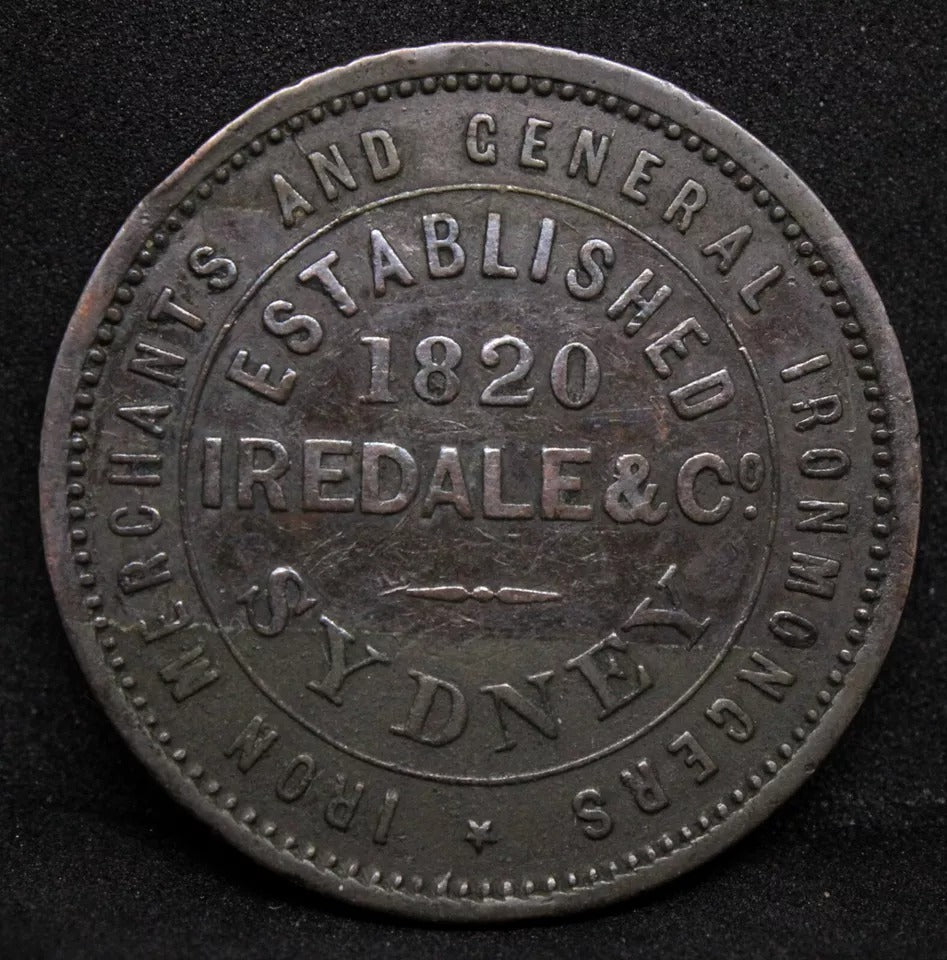 IRON MERCHANTS AND GENERAL IRONMONGERS
ESTABLISHED
1820
IREDALE & Co.
SYDNEY